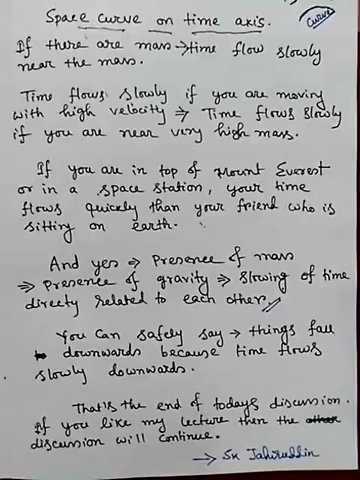 Space curve on time axis.
Curve
If there are mass → time flow slowly
near the mass.
Time flows slowly if you are moving
with high velocity ⇒ Time flows slowly
if you are near very high mass.
If you are in top of Mount Everest
or in a space station, your time
flows quickly than your friend who is
sitting on earth.
And yes ⇒ Presence of mass
⇒ presence of gravity ⇒ slowing of time
directy related to each other.
You can safely say → things fall
downwards because time flows
slowly downwards.
That's the end of todays discussion.
If you like my lecture then the other
discussion will continue.
→ Sk Jahiruddin